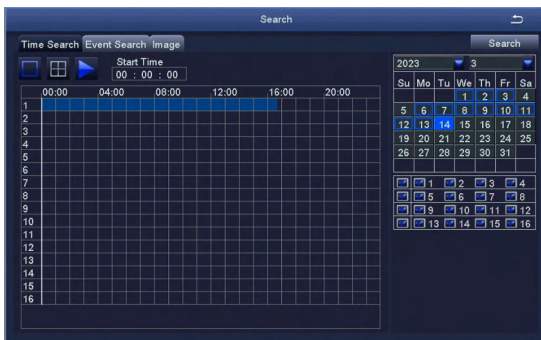 Search
Time Search Event Search Image
Search
Start Time
00 : 00 : 00
00:00 04:00 08:00 12:00 16:00 20:00
1
2
3
4
5
6
7
8
9
10
11
12
13
14
15
16
2023 3
Su Mo Tu We Th Fr Sa
1 2 3 4
5 6 7 8 9 10 11
12 13 14 15 16 17 18
19 20 21 22 23 24 25
26 27 28 29 30 31
1 2 3 4
5 6 7 8
9 10 11 12
13 14 15 16